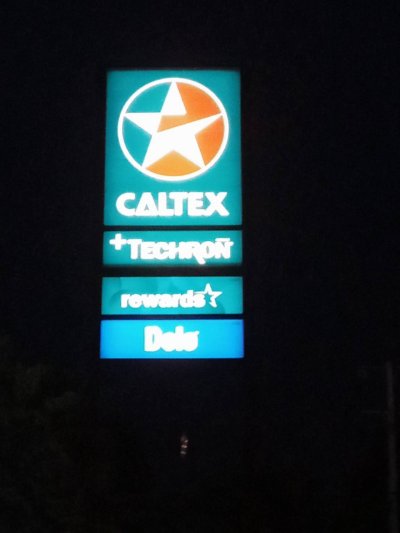 CALTEX
+TECHRON
rewards
Delo